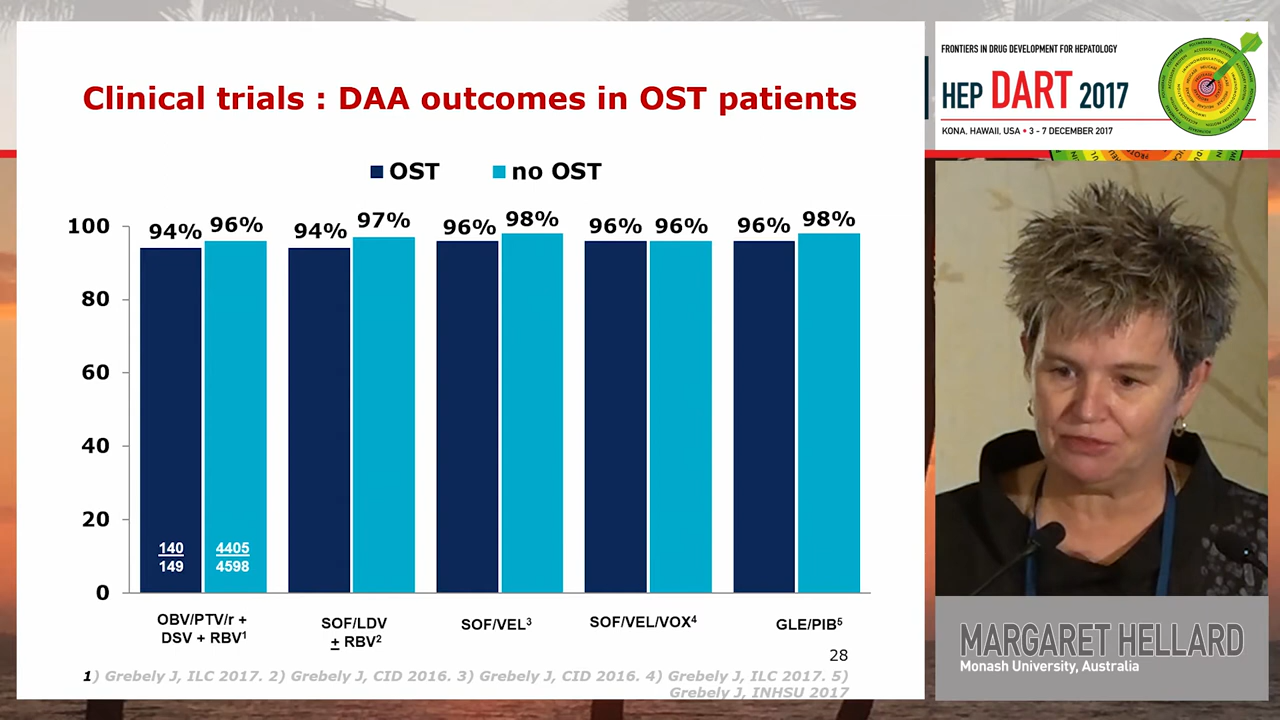 Clinical trials : DAA outcomes in OST patients
OST
no OST
100
80
60
40
20
0
94%
96%
94%
97%
96%
98%
96%
96%
96%
98%
140
149
4405
4598
OBV/PTV/r +
DSV + RBV¹
SOF/LDV
+ RBV²
SOF/VEL³
SOF/VEL/VOX⁴
GLE/PIB⁵
28
1) Grebely J, ILC 2017. 2) Grebely J, CID 2016. 3) Grebely J, CID 2016. 4) Grebely J, ILC 2017. 5)
Grebely J, INHSU 2017
FRONTIERS IN DRUG DEVELOPMENT FOR HEPATOLOGY
HEP DART 2017
KONA, HAWAII, USA • 3 - 7 DECEMBER 2017
MARGARET HELLARD
Monash University, Australia